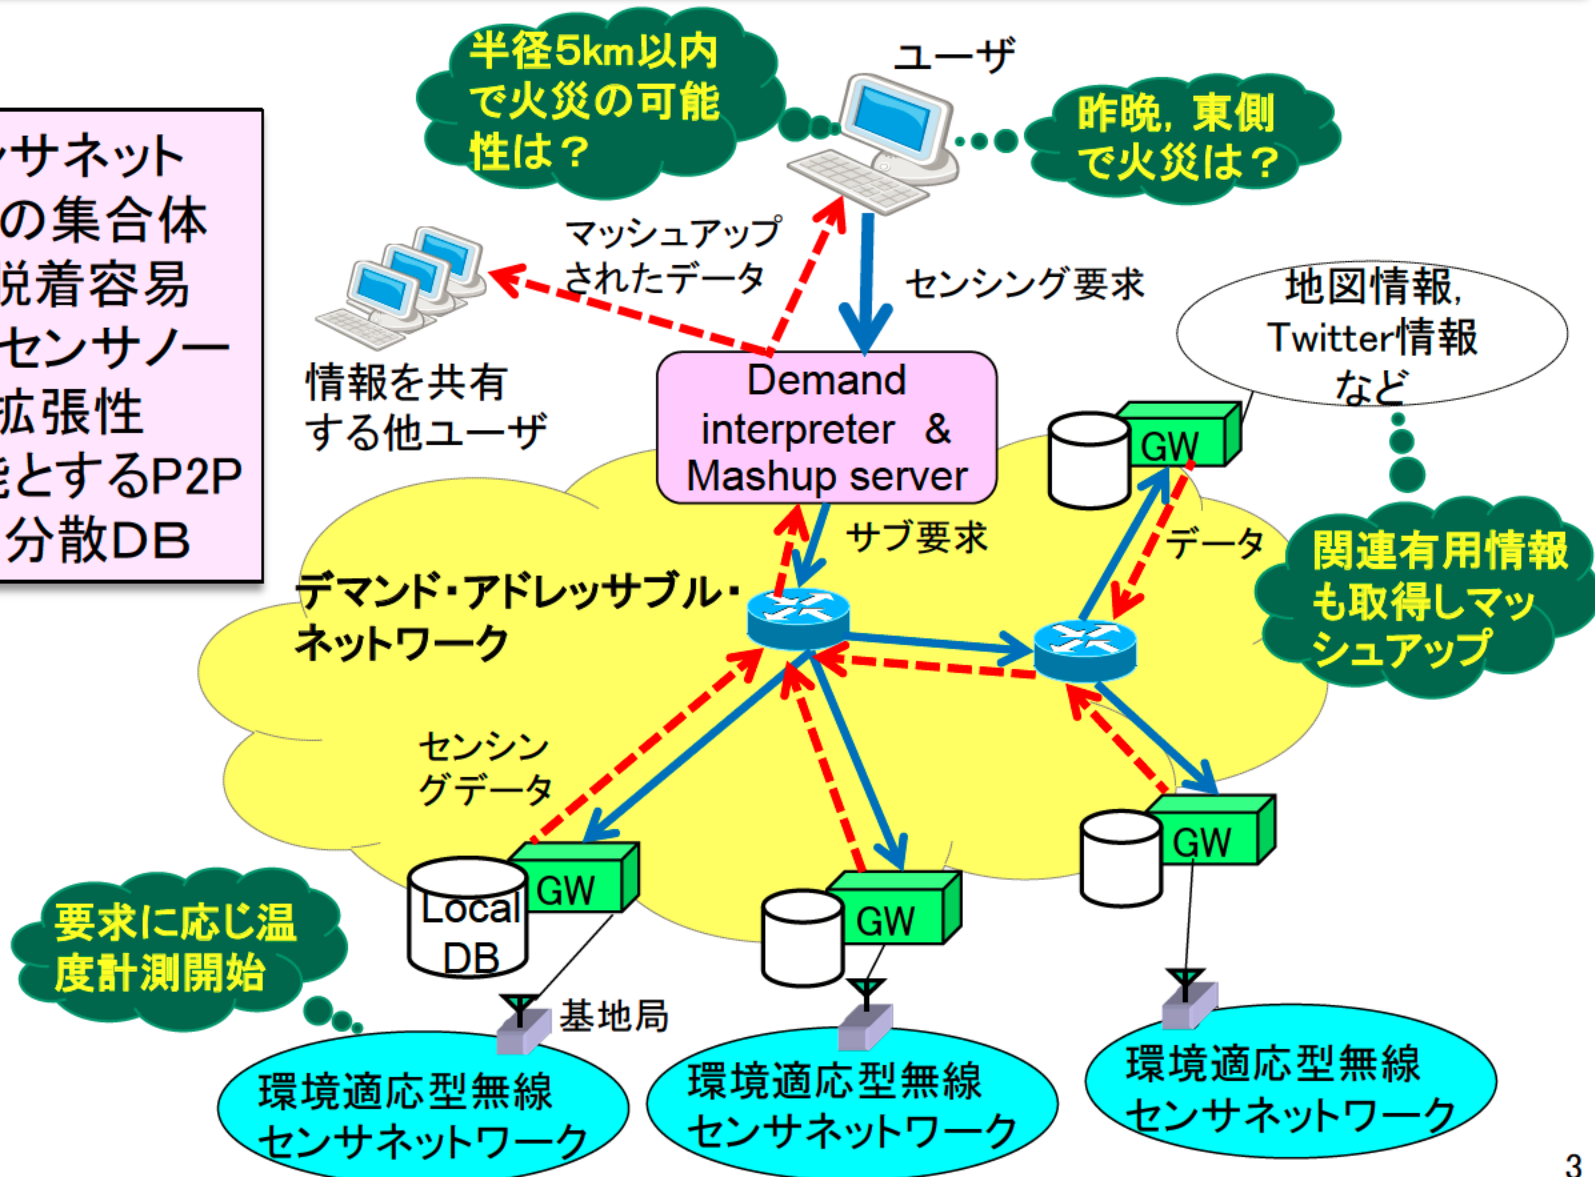 半径5km以内
で火災の可能
性は？
ユーザ
昨晩，東側
で火災は？
ンサネット
の集合体
脱着容易
センサノー
拡張性
能とするP2P
分散DB
マッシュアップ
されたデータ
センシング要求
地図情報，
Twitter情報
など
情報を共有
する他ユーザ
Demand
interpreter &
Mashup server
GW
サブ要求
データ
関連有用情報
も取得しマッ
シュアップ
デマンド・アドレッサブル・
ネットワーク
センシン
グデータ
GW
GW
GW
Local
DB
要求に応じ温
度計測開始
基地局
環境適応型無線
センサネットワーク
環境適応型無線
センサネットワーク
環境適応型無線
センサネットワーク
3